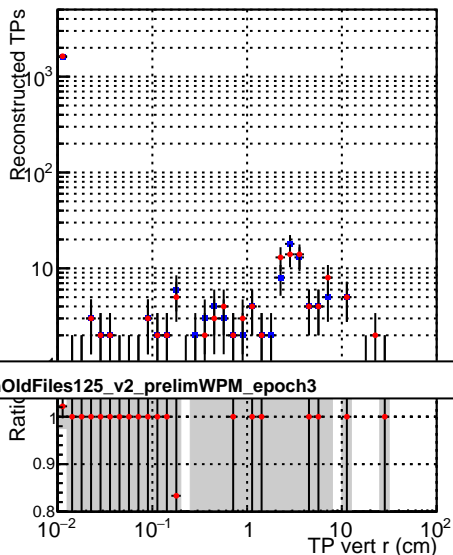 Reconstructed TPs
10³
10²
10
OldFiles125_v2_prelimWPM_epoch3
Ratio
1
0.9
0.8
10⁻² 10⁻¹ 1 10 10²
TP vert r (cm)